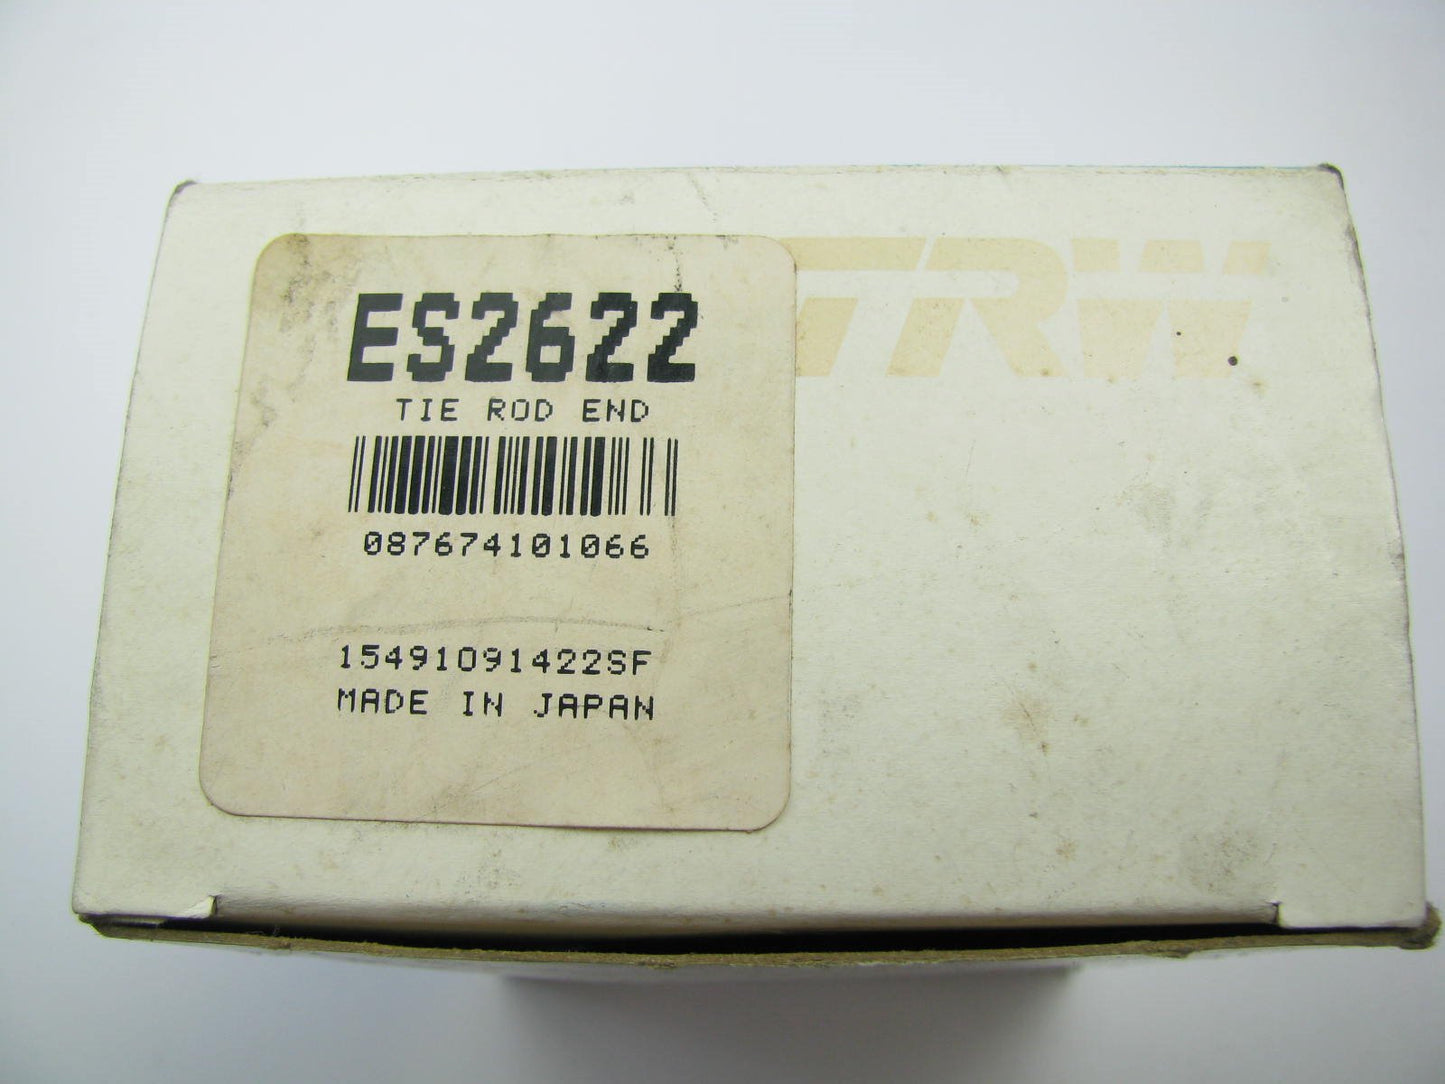 TRW
ES2622
TIE ROD END
087674101066
15491091422SF
MADE IN JAPAN